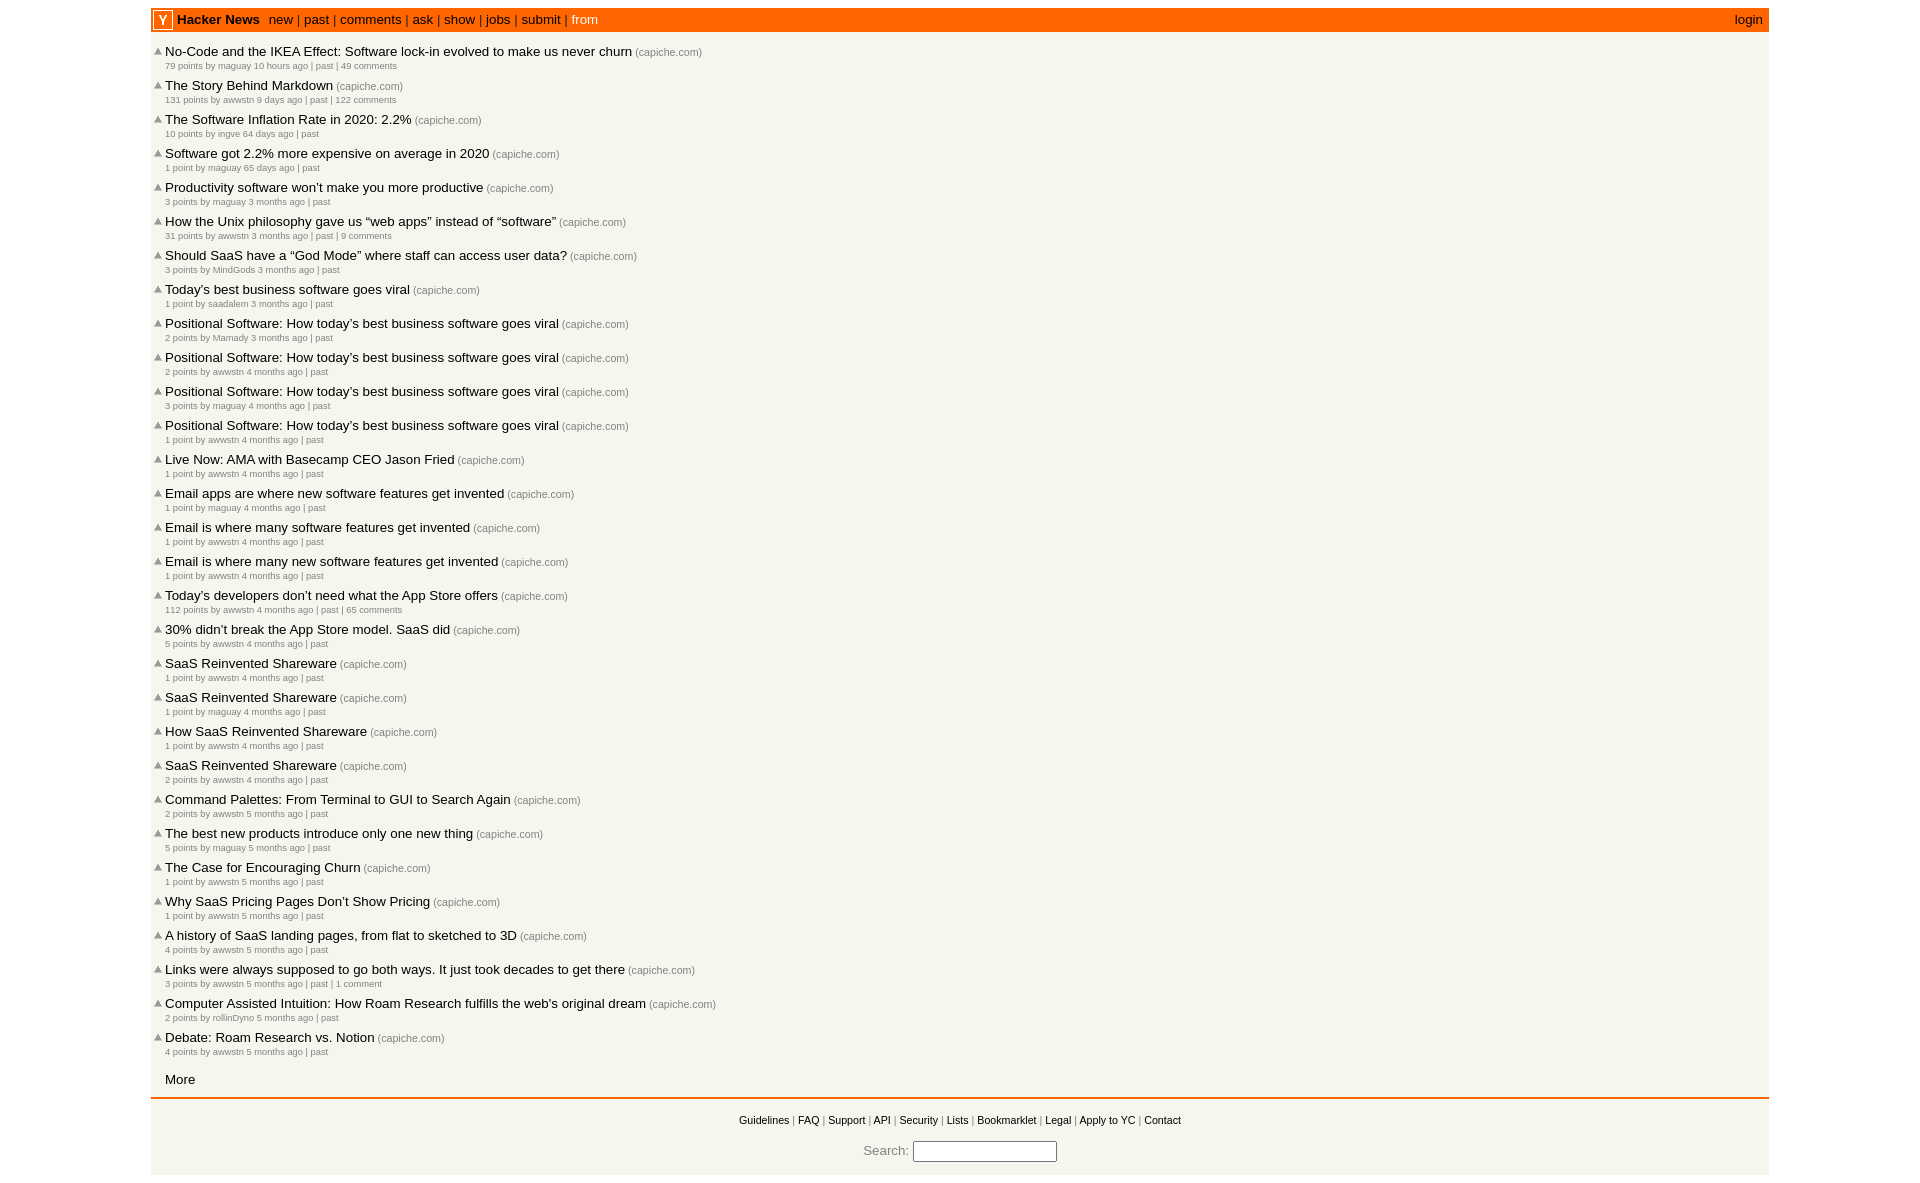 Y Hacker News new | past | comments | ask | show | jobs | submit | from login
No-Code and the IKEA Effect: Software lock-in evolved to make us never churn (capiche.com)
79 points by maguay 10 hours ago | past | 49 comments
The Story Behind Markdown (capiche.com)
131 points by awwstn 9 days ago | past | 122 comments
The Software Inflation Rate in 2020: 2.2% (capiche.com)
10 points by ingve 64 days ago | past
Software got 2.2% more expensive on average in 2020 (capiche.com)
1 point by maguay 65 days ago | past
Productivity software won’t make you more productive (capiche.com)
3 points by maguay 3 months ago | past
How the Unix philosophy gave us “web apps” instead of “software” (capiche.com)
31 points by awwstn 3 months ago | past | 9 comments
Should SaaS have a “God Mode” where staff can access user data? (capiche.com)
3 points by MindGods 3 months ago | past
Today’s best business software goes viral (capiche.com)
1 point by saadalem 3 months ago | past
Positional Software: How today’s best business software goes viral (capiche.com)
2 points by Mamady 3 months ago | past
Positional Software: How today’s best business software goes viral (capiche.com)
2 points by awwstn 4 months ago | past
Positional Software: How today’s best business software goes viral (capiche.com)
3 points by maguay 4 months ago | past
Positional Software: How today’s best business software goes viral (capiche.com)
1 point by awwstn 4 months ago | past
Live Now: AMA with Basecamp CEO Jason Fried (capiche.com)
1 point by awwstn 4 months ago | past
Email apps are where new software features get invented (capiche.com)
1 point by maguay 4 months ago | past
Email is where many software features get invented (capiche.com)
1 point by awwstn 4 months ago | past
Email is where many new software features get invented (capiche.com)
1 point by awwstn 4 months ago | past
Today’s developers don’t need what the App Store offers (capiche.com)
112 points by awwstn 4 months ago | past | 65 comments
30% didn’t break the App Store model. SaaS did (capiche.com)
5 points by awwstn 4 months ago | past
SaaS Reinvented Shareware (capiche.com)
1 point by awwstn 4 months ago | past
SaaS Reinvented Shareware (capiche.com)
1 point by maguay 4 months ago | past
How SaaS Reinvented Shareware (capiche.com)
1 point by awwstn 4 months ago | past
SaaS Reinvented Shareware (capiche.com)
2 points by awwstn 4 months ago | past
Command Palettes: From Terminal to GUI to Search Again (capiche.com)
2 points by awwstn 5 months ago | past
The best new products introduce only one new thing (capiche.com)
5 points by maguay 5 months ago | past
The Case for Encouraging Churn (capiche.com)
1 point by awwstn 5 months ago | past
Why SaaS Pricing Pages Don’t Show Pricing (capiche.com)
1 point by awwstn 5 months ago | past
A history of SaaS landing pages, from flat to sketched to 3D (capiche.com)
4 points by awwstn 5 months ago | past
Links were always supposed to go both ways. It just took decades to get there (capiche.com)
3 points by awwstn 5 months ago | past | 1 comment
Computer Assisted Intuition: How Roam Research fulfills the web's original dream (capiche.com)
2 points by rollinDyno 5 months ago | past
Debate: Roam Research vs. Notion (capiche.com)
4 points by awwstn 5 months ago | past
More
Guidelines | FAQ | Support | API | Security | Lists | Bookmarklet | Legal | Apply to YC | Contact
Search: